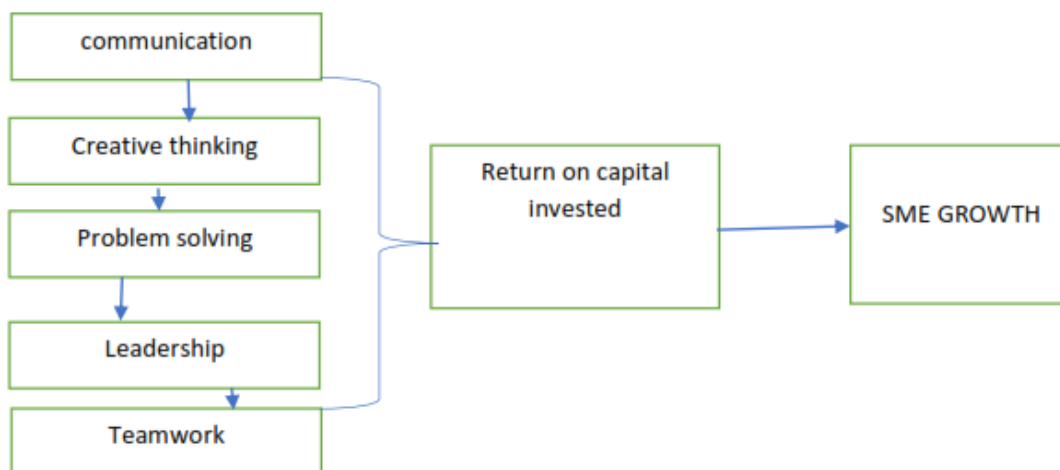 communication
Creative thinking
Problem solving
Leadership
Teamwork
Return on capital
invested
SME GROWTH